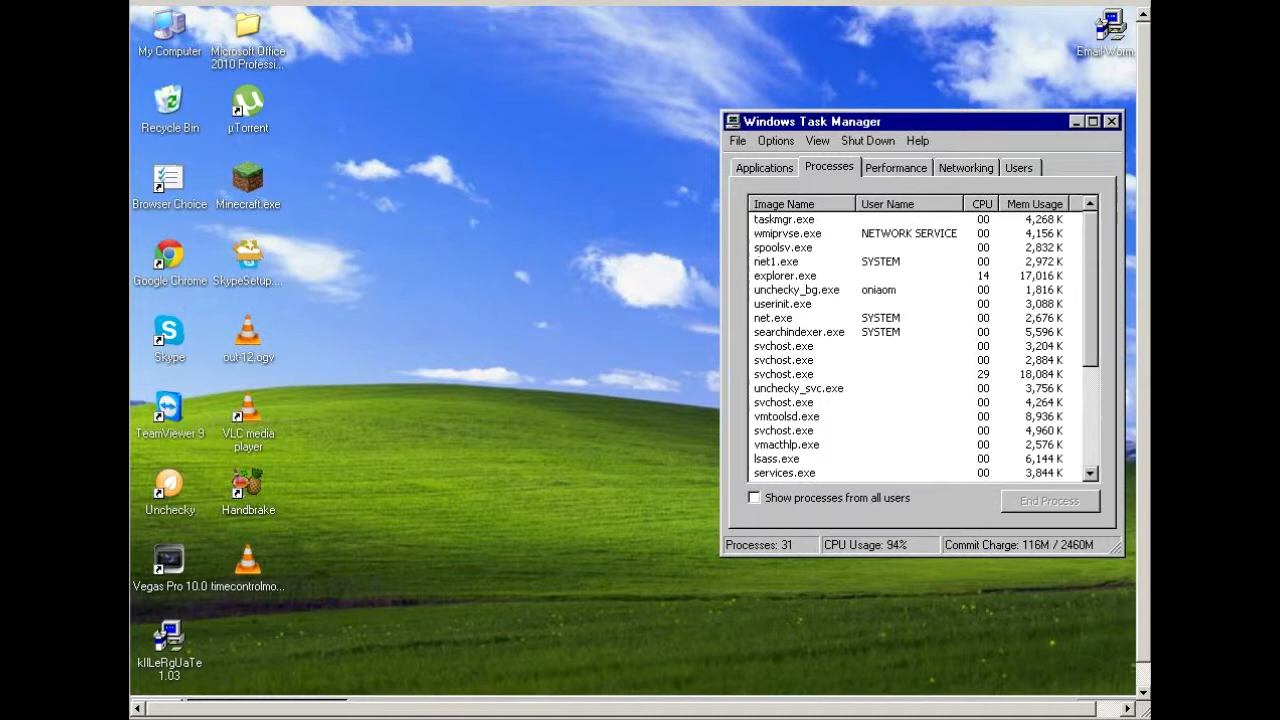 My Computer
Microsoft Office
2010 Professi...
Recycle Bin
µTorrent
Browser Choice
Minecraft.exe
Google Chrome
SkypeSetup....
Skype
out-12.ogv
TeamViewer 9
VLC media
player
Unchecky
Handbrake
Vegas Pro 10.0
timecontrolmo...
kIlLeRgUaTe
1.03
Email-Worm
Windows Task Manager
File Options View Shut Down Help
Applications Processes Performance Networking Users
Image Name User Name CPU Mem Usage
taskmgr.exe 00 4,268 K
wmiprvse.exe NETWORK SERVICE 00 4,156 K
spoolsv.exe 00 2,832 K
net1.exe SYSTEM 00 2,972 K
explorer.exe 14 17,016 K
unchecky_bg.exe oniaom 00 1,816 K
userinit.exe 00 3,088 K
net.exe SYSTEM 00 2,676 K
searchindexer.exe SYSTEM 00 5,596 K
svchost.exe 00 3,204 K
svchost.exe 00 2,884 K
svchost.exe 29 18,084 K
unchecky_svc.exe 00 3,756 K
svchost.exe 00 4,264 K
vmtoolsd.exe 00 8,936 K
svchost.exe 00 4,960 K
vmacthlp.exe 00 2,576 K
lsass.exe 00 6,144 K
services.exe 00 3,844 K
Show processes from all users
End Process
Processes: 31 CPU Usage: 94% Commit Charge: 116M / 2460M